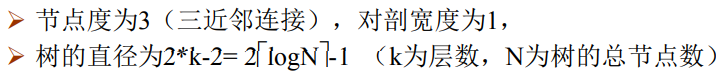 ➢ 节点度为3（三近邻连接），对剖宽度为1，
➢ 树的直径为2*k-2= 2⌈logN⌉-1 （k为层数，N为树的总节点数）